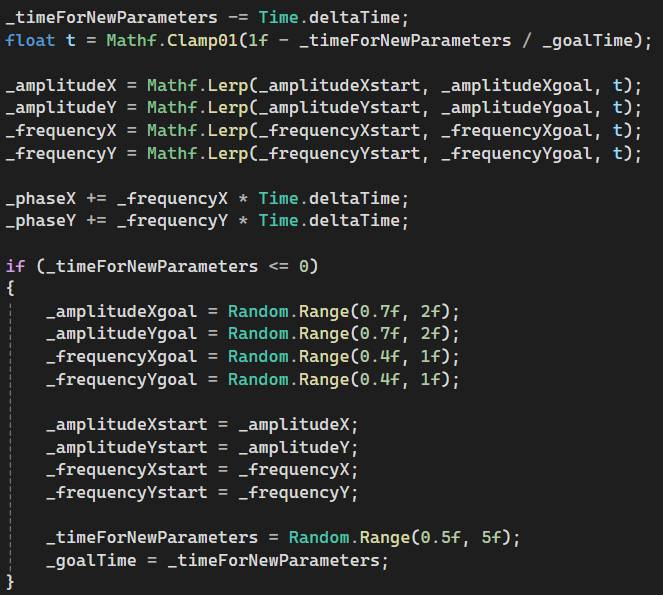 _timeForNewParameters -= Time.deltaTime;
float t = Mathf.Clamp01(1f - _timeForNewParameters / _goalTime);
_amplitudeX = Mathf.Lerp(_amplitudeXstart, _amplitudeXgoal, t);
_amplitudeY = Mathf.Lerp(_amplitudeYstart, _amplitudeYgoal, t);
_frequencyX = Mathf.Lerp(_frequencyXstart, _frequencyXgoal, t);
_frequencyY = Mathf.Lerp(_frequencyYstart, _frequencyYgoal, t);
_phaseX += _frequencyX * Time.deltaTime;
_phaseY += _frequencyY * Time.deltaTime;
if (_timeForNewParameters <= 0)
{
_amplitudeXgoal = Random.Range(0.7f, 2f);
_amplitudeYgoal = Random.Range(0.7f, 2f);
_frequencyXgoal = Random.Range(0.4f, 1f);
_frequencyYgoal = Random.Range(0.4f, 1f);
_amplitudeXstart = _amplitudeX;
_amplitudeYstart = _amplitudeY;
_frequencyXstart = _frequencyX;
_frequencyYstart = _frequencyY;
_timeForNewParameters = Random.Range(0.5f, 5f);
_goalTime = _timeForNewParameters;
}